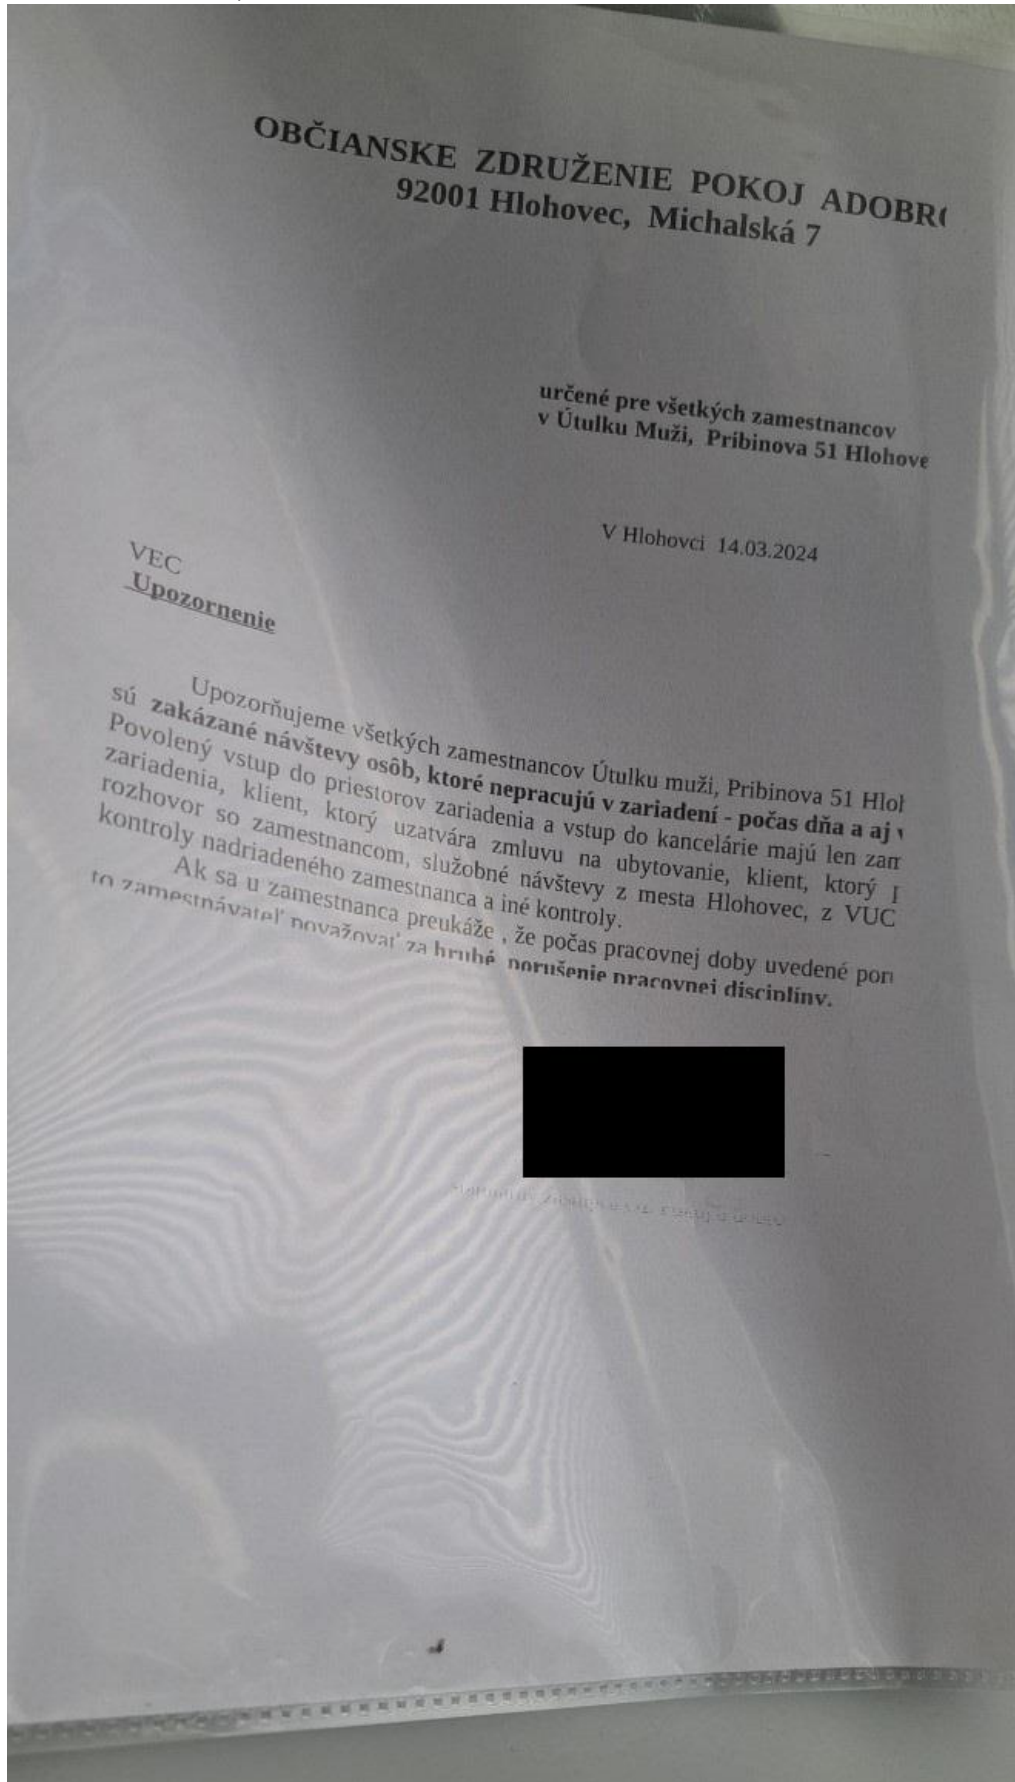 OBČIANSKE ZDRUŽENIE POKOJ ADOBR
92001 Hlohovec, Michalská 7
určené pre všetkých zamestnancov
v Útulku Muži, Pribinova 51 Hlohove
V Hlohovci 14.03.2024
VEC
Upozornenie
Upozorňujeme všetkých zamestnancov Útulku muži, Pribinova 51 Hloh
sú zakázané návštevy osôb, ktoré nepracujú v zariadení - počas dňa a aj
Povolený vstup do priestorov zariadenia a vstup do kancelárie majú len zam
zariadenia, klient, ktorý uzatvára zmluvu na ubytovanie, klient, ktorý
rozhovor so zamestnancom, služobné návštevy z mesta Hlohovec, z VUC
kontroly nadriadeného zamestnanca a iné kontroly.
Ak sa u zamestnanca preukáže , že počas pracovnej doby uvedené por
to zamestnávateľ považovať za hrubé porušenie pracovnej disciplíny.